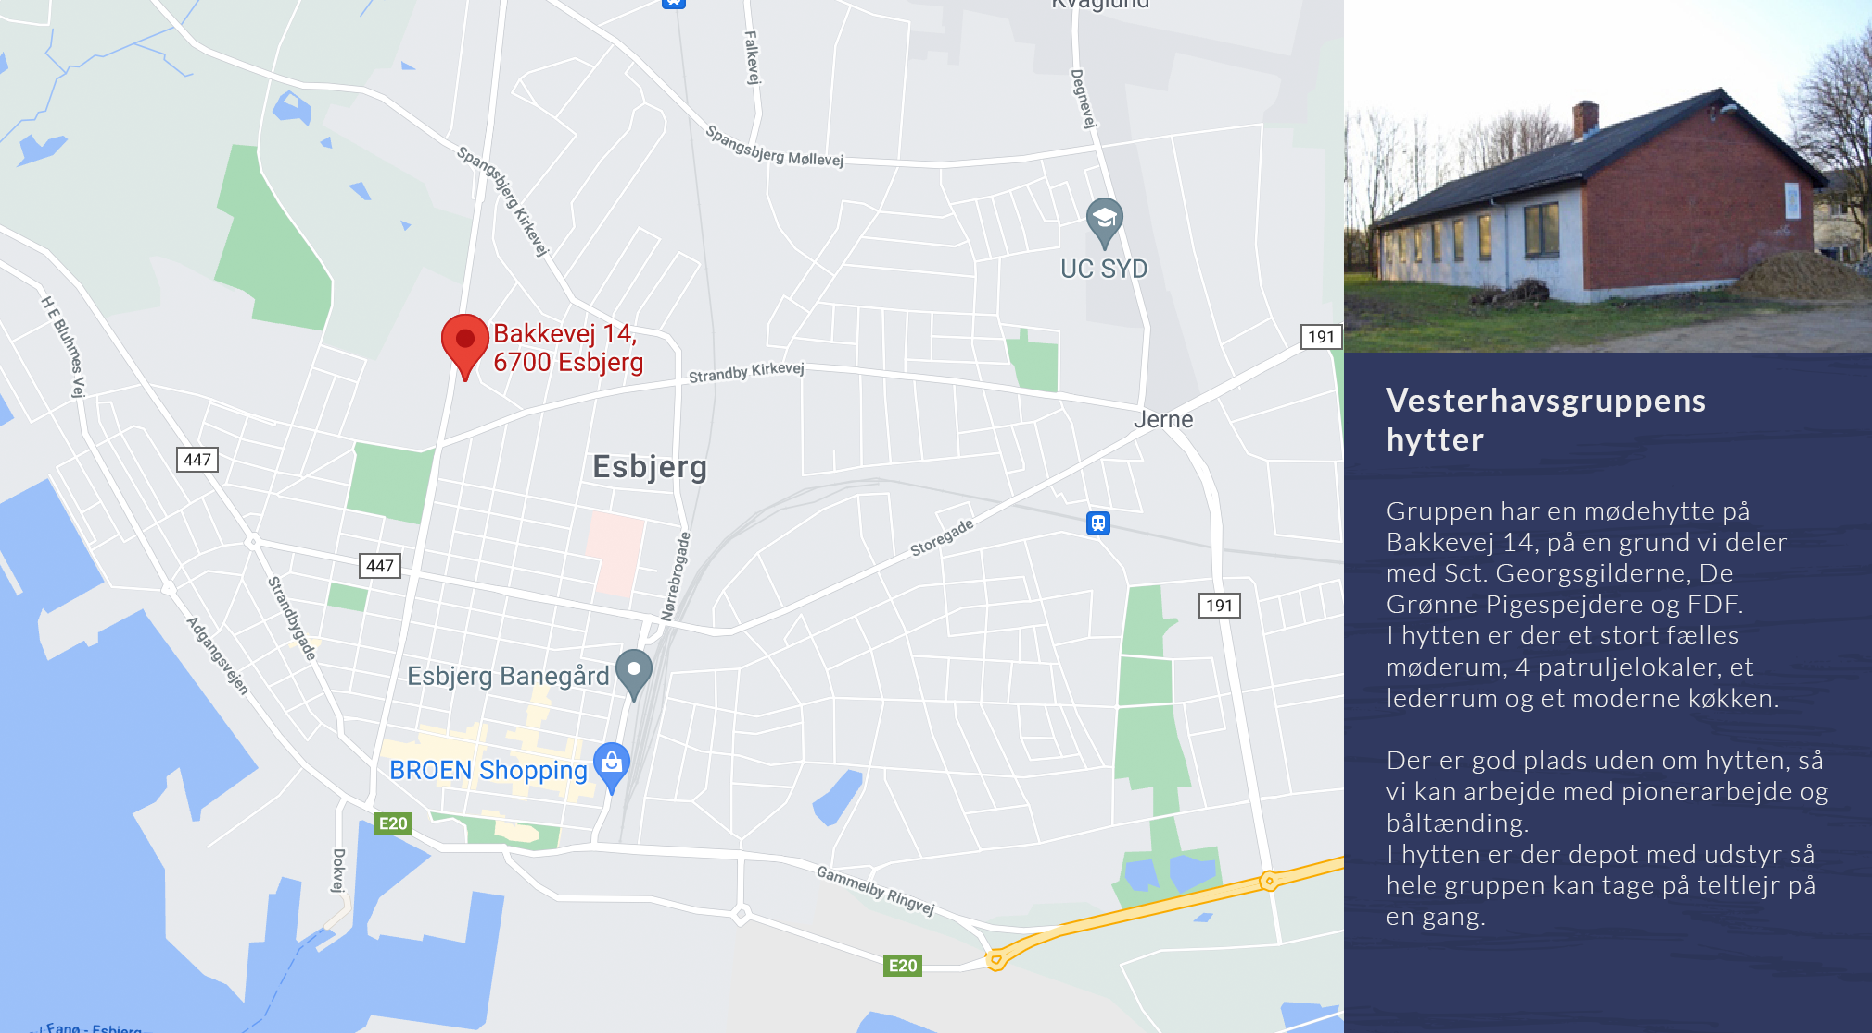 Kvaglund
Falkevej
Degnevej
Spangsbjerg Møllevej
Spangsbjerg Kirkevej
UC SYD
H E Bluhmes Vej
Bakkevej 14,
6700 Esbjerg
191
Strandby Kirkevej
Jerne
447
Esbjerg
Storegade
447
Nørrebrogade
191
Strandbygade
Adgangsvejen
Esbjerg Banegård
BROEN Shopping
E20
Dokvej
Gammelby Ringvej
E20
Fanø - Esbjerg
Vesterhavsgruppens
hytter
Gruppen har en mødehytte på
Bakkevej 14, på en grund vi deler
med Sct. Georgsgilderne, De
Grønne Pigespejdere og FDF.
I hytten er der et stort fælles
møderum, 4 patruljelokaler, et
lederrum og et moderne køkken.
Der er god plads uden om hytten, så
vi kan arbejde med pionerarbejde og
båltænding.
I hytten er der depot med udstyr så
hele gruppen kan tage på teltlejr på
en gang.